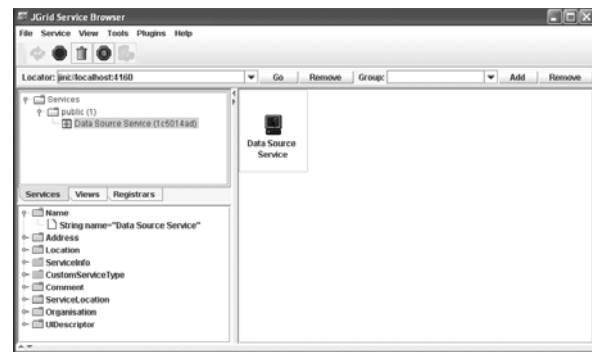 JGrid Service Browser
File Service View Tools Plugins Help
Locator: jini://localhost:4160 Go Remove Group: Add Remove
Services
public (1)
Data Source Service (1c5014ad)
Data Source
Service
Services Views Registrars
Name
String name="Data Source Service"
Address
Location
ServiceInfo
CustomServiceType
Comment
ServiceLocation
Organisation
UIDescriptor